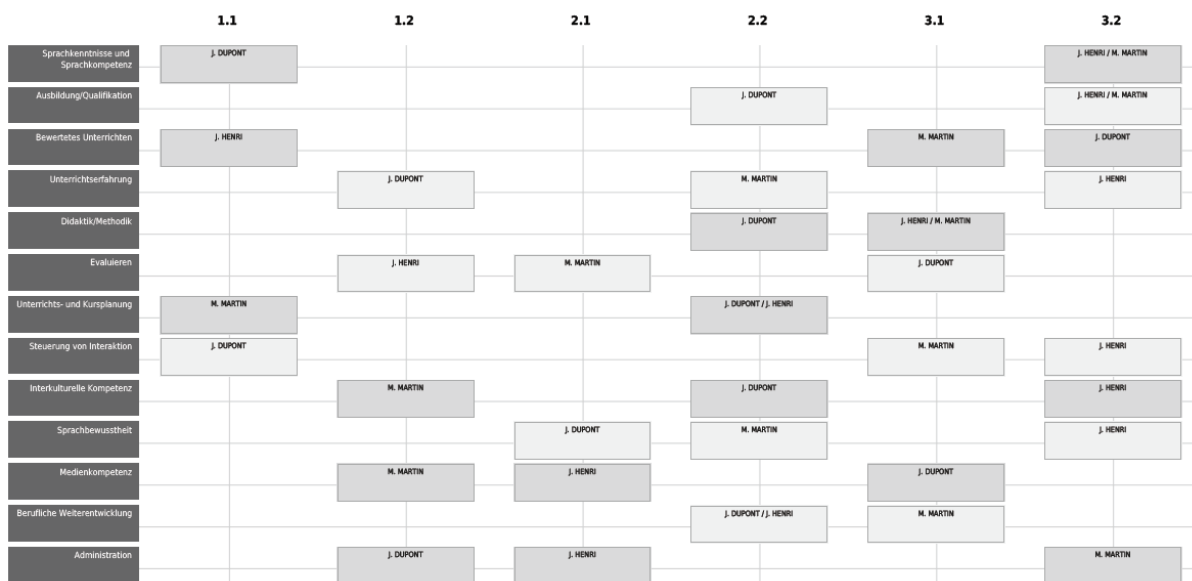 1.1 1.2 2.1 2.2 3.1 3.2
Sprachkenntnisse und
Sprachkompetenz
J. DUPONT J. HENRI / M. MARTIN
Ausbildung/Qualifikation J. DUPONT J. HENRI / M. MARTIN
Bewertetes Unterrichten J. HENRI M. MARTIN J. DUPONT
Unterrichtserfahrung J. DUPONT M. MARTIN J. HENRI
Didaktik/Methodik J. DUPONT J. HENRI / M. MARTIN
Evaluieren J. HENRI M. MARTIN J. DUPONT
Unterrichts- und Kursplanung M. MARTIN J. DUPONT / J. HENRI
Steuerung von Interaktion J. DUPONT M. MARTIN J. HENRI
Interkulturelle Kompetenz M. MARTIN J. DUPONT J. HENRI
Sprachbewusstheit J. DUPONT M. MARTIN J. HENRI
Medienkompetenz M. MARTIN J. HENRI J. DUPONT
Berufliche Weiterentwicklung J. DUPONT / J. HENRI M. MARTIN
Administration J. DUPONT J. HENRI M. MARTIN